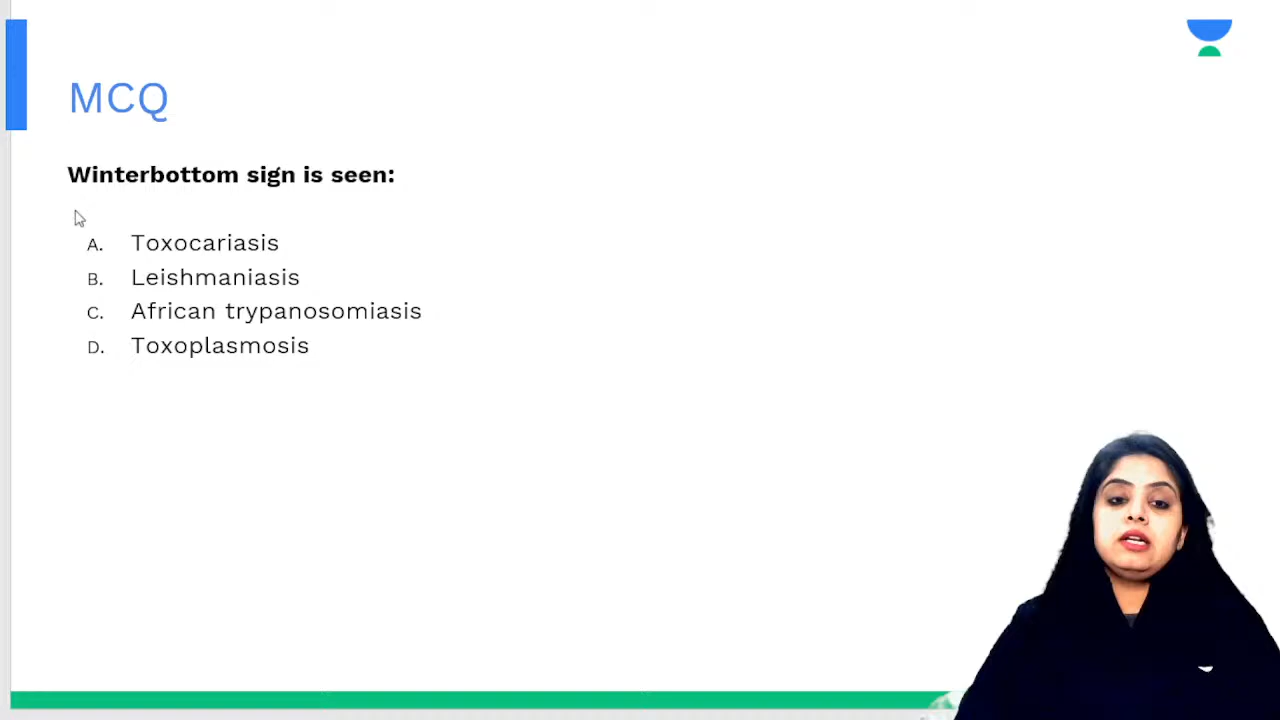 MCQ
Winterbottom sign is seen:
A. Toxocariasis
B. Leishmaniasis
C. African trypanosomiasis
D. Toxoplasmosis